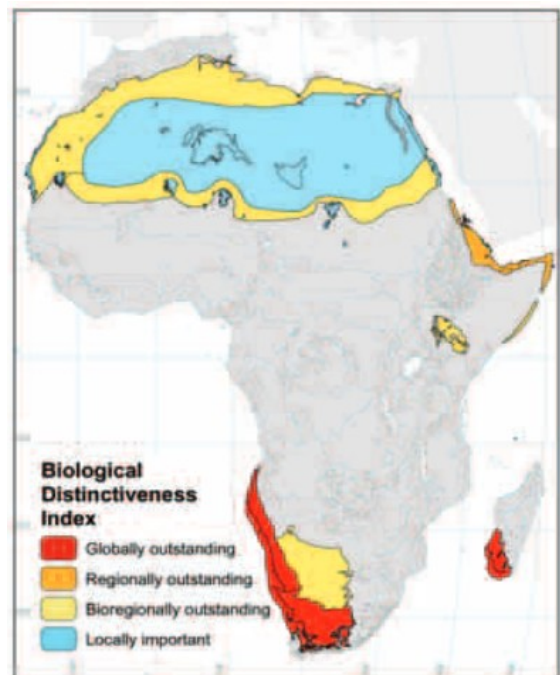 Biological
Distinctiveness
Index
Globally outstanding
Regionally outstanding
Bioregionally outstanding
Locally important